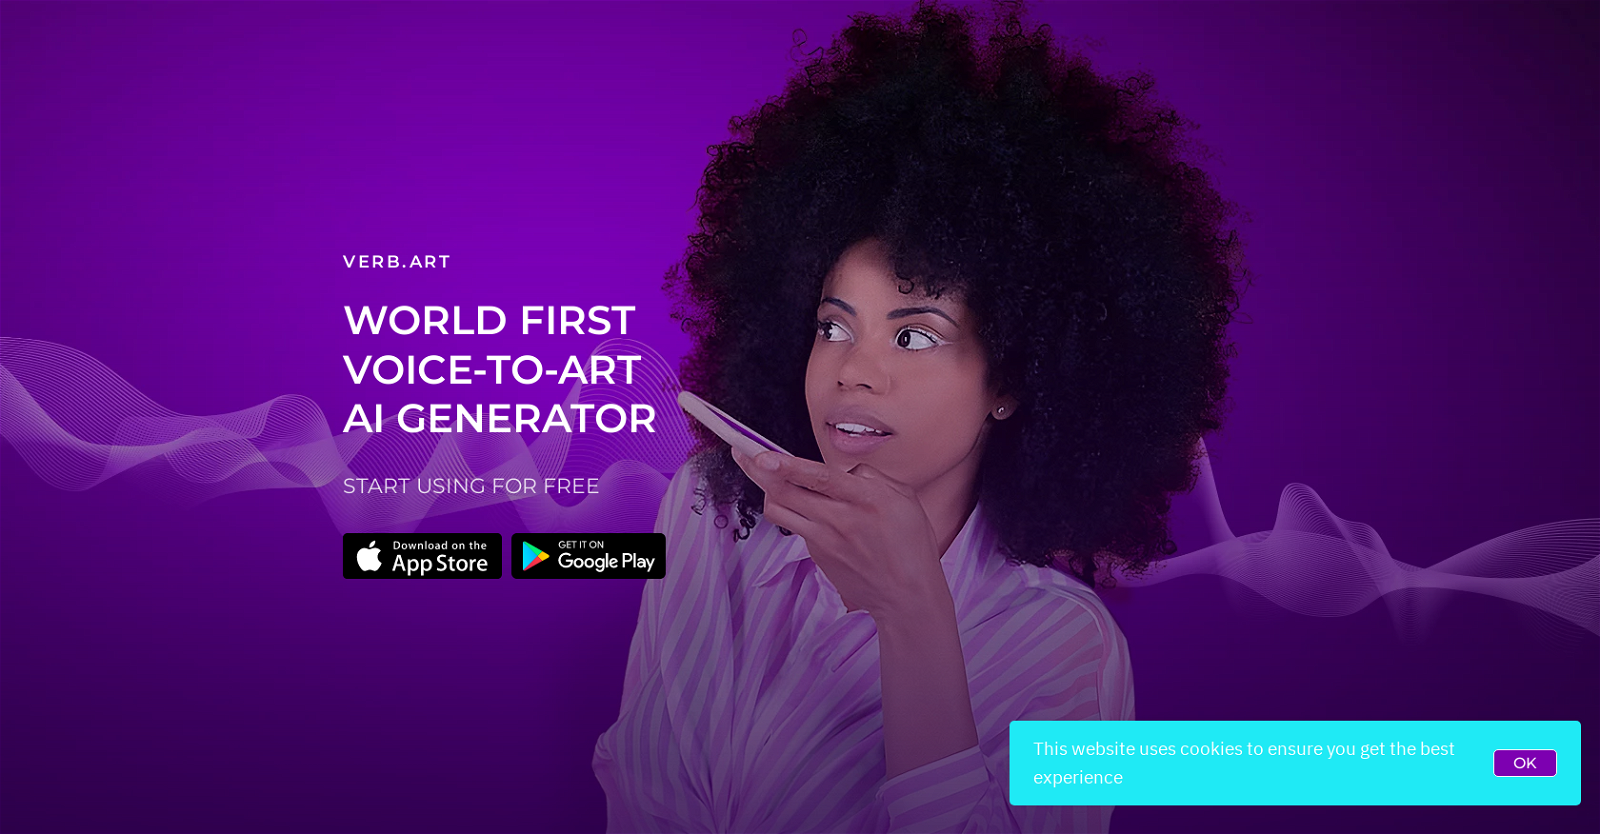 VERB.ART
WORLD FIRST
VOICE-TO-ART
AI GENERATOR
START USING FOR FREE
Download on the
App Store
GET IT ON
Google Play
This website uses cookies to ensure you get the best
experience
OK